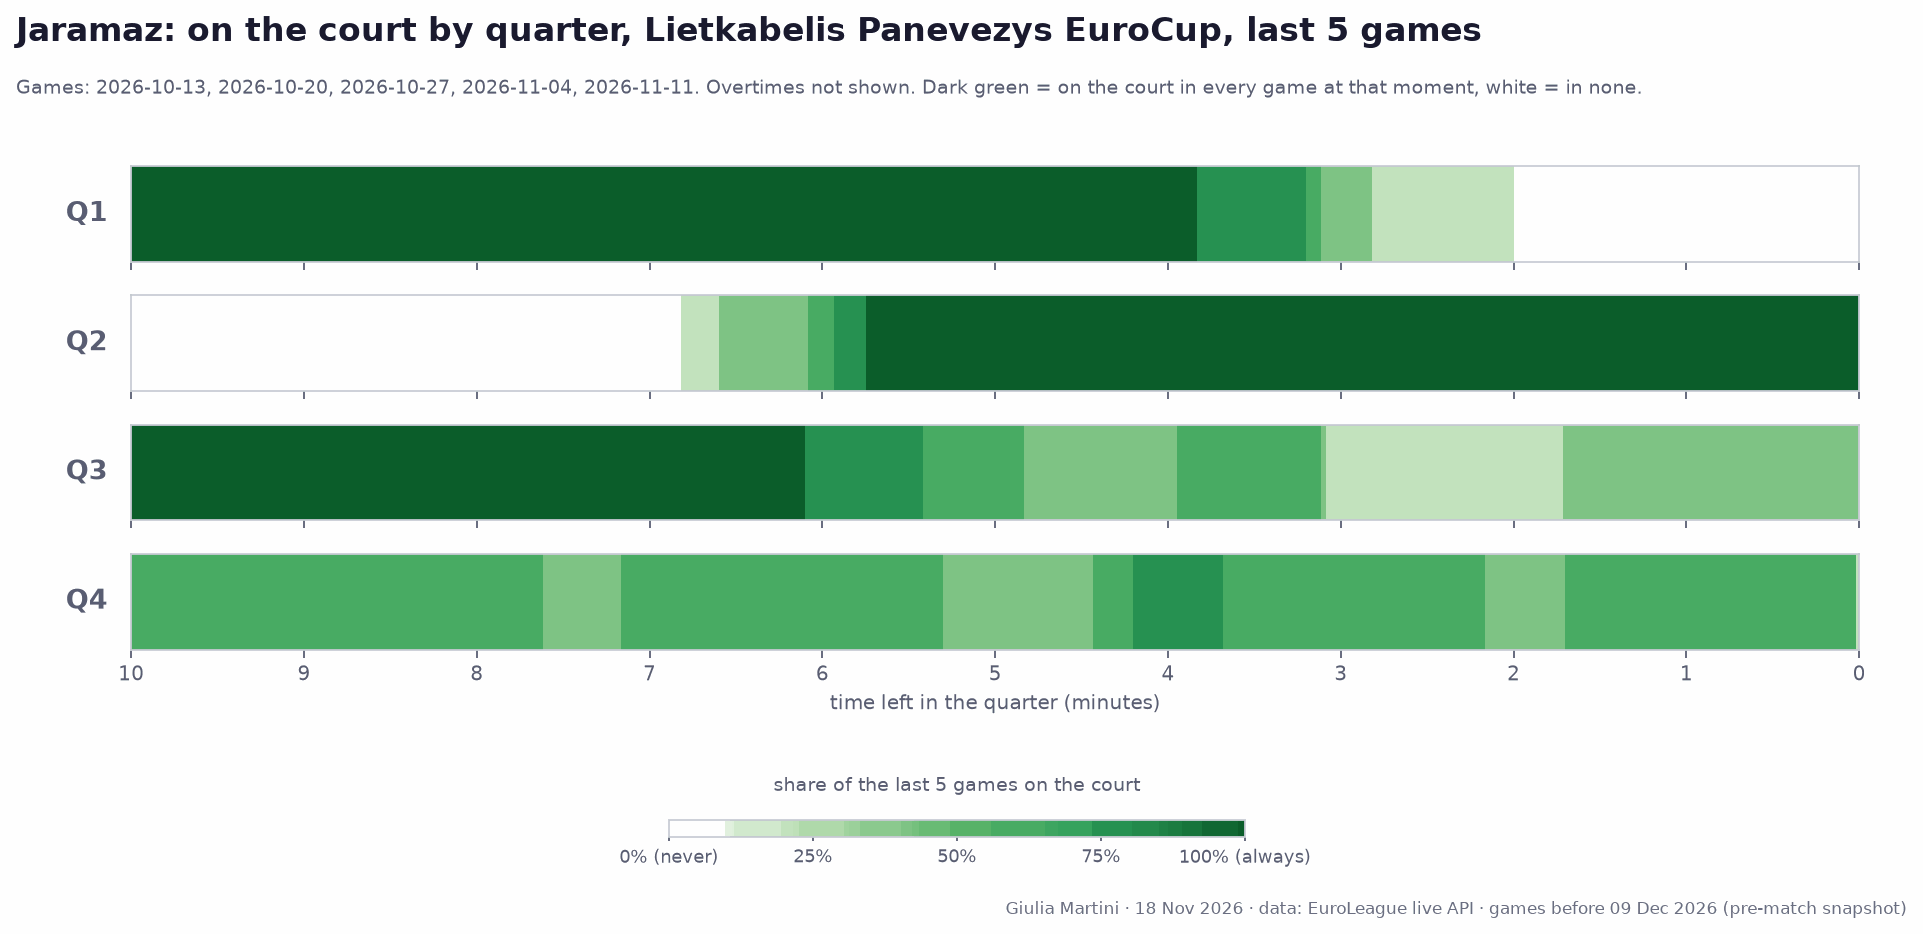 Jaramaz: on the court by quarter, Lietkabelis Panevezys EuroCup, last 5 games
Games: 2026-10-13, 2026-10-20, 2026-10-27, 2026-11-04, 2026-11-11. Overtimes not shown. Dark green = on the court in every game at that moment, white = in none.
Q1
Q2
Q3
Q4
10 9 8 7 6 5 4 3 2 1 0
time left in the quarter (minutes)
share of the last 5 games on the court
0% (never) 25% 50% 75% 100% (always)
Giulia Martini · 18 Nov 2026 · data: EuroLeague live API · games before 09 Dec 2026 (pre-match snapshot)